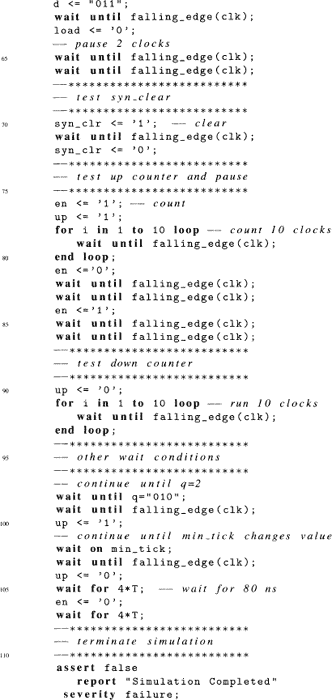 d <= "011";
wait until falling_edge(clk);
load <= '0';
-- pause 2 clocks
65 wait until falling_edge(clk);
wait until falling_edge(clk);
--**************************
-- test syn_clear
--**************************
70 syn_clr <= '1'; -- clear
wait until falling_edge(clk);
syn_clr <= '0';
--**************************
-- test up counter and pause
75 --**************************
en <= '1'; -- count
up <= '1';
for i in 1 to 10 loop -- count 10 clocks
wait until falling_edge(clk);
80 end loop;
en <='0';
wait until falling_edge(clk);
wait until falling_edge(clk);
en <='1';
85 wait until falling_edge(clk);
wait until falling_edge(clk);
--**************************
-- test down counter
--**************************
90 up <= '0';
for i in 1 to 10 loop -- run 10 clocks
wait until falling_edge(clk);
end loop;
--**************************
95 -- other wait conditions
--**************************
-- continue until q=2
wait until q="010";
wait until falling_edge(clk);
100 up <= '1';
-- continue until min_tick changes value
wait on min_tick;
wait until falling_edge(clk);
up <= '0';
105 wait for 4*T; -- wait for 80 ns
en <= '0';
wait for 4*T;
--**************************
-- terminate simulation
110 --**************************
assert false
report "Simulation Completed"
severity failure;